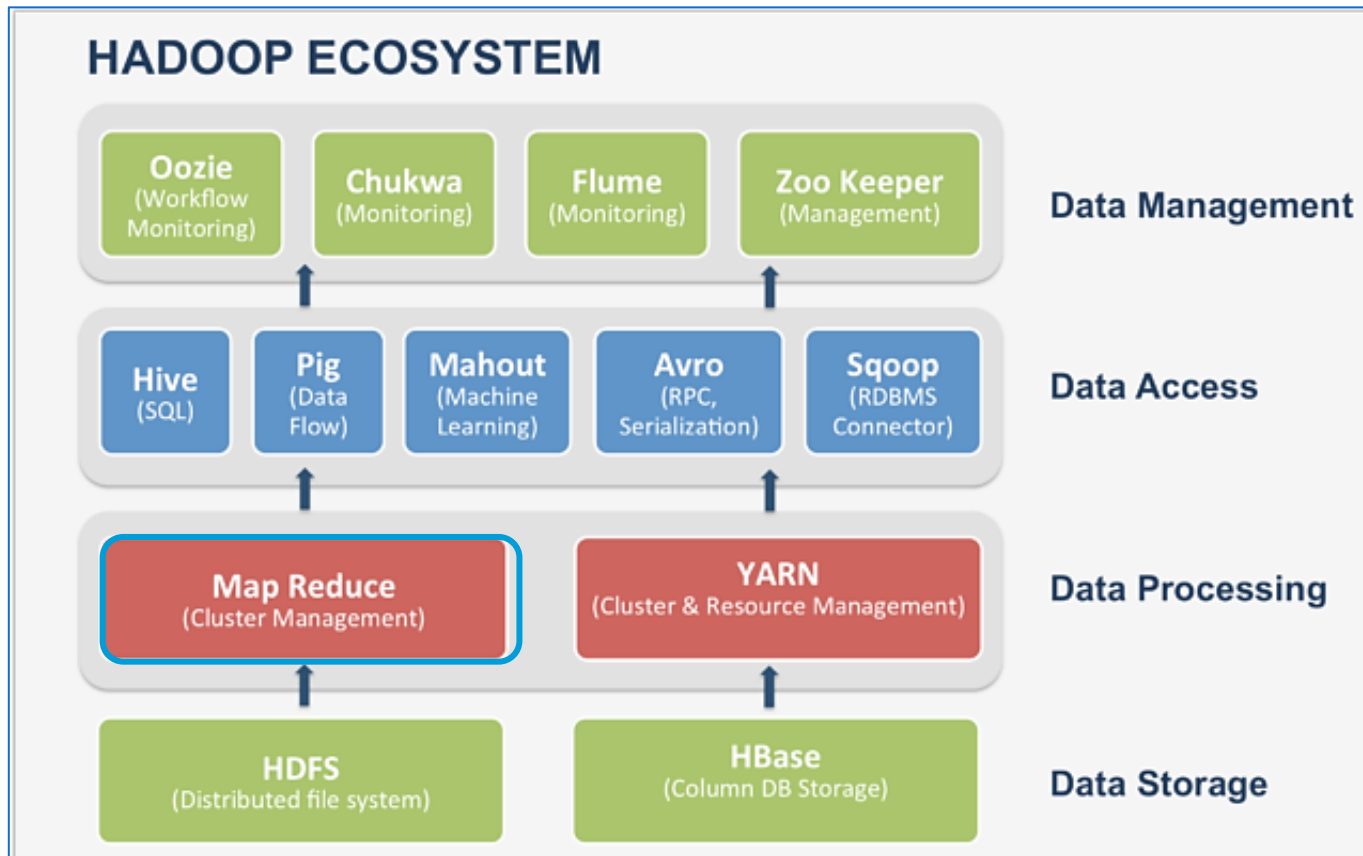 HADOOP ECOSYSTEM
Oozie
(Workflow
Monitoring)
Chukwa
(Monitoring)
Flume
(Monitoring)
Zoo Keeper
(Management)
Data Management
Hive
(SQL)
Pig
(Data
Flow)
Mahout
(Machine
Learning)
Avro
(RPC,
Serialization)
Sqoop
(RDBMS
Connector)
Data Access
Map Reduce
(Cluster Management)
YARN
(Cluster & Resource Management)
Data Processing
HDFS
(Distributed file system)
HBase
(Column DB Storage)
Data Storage